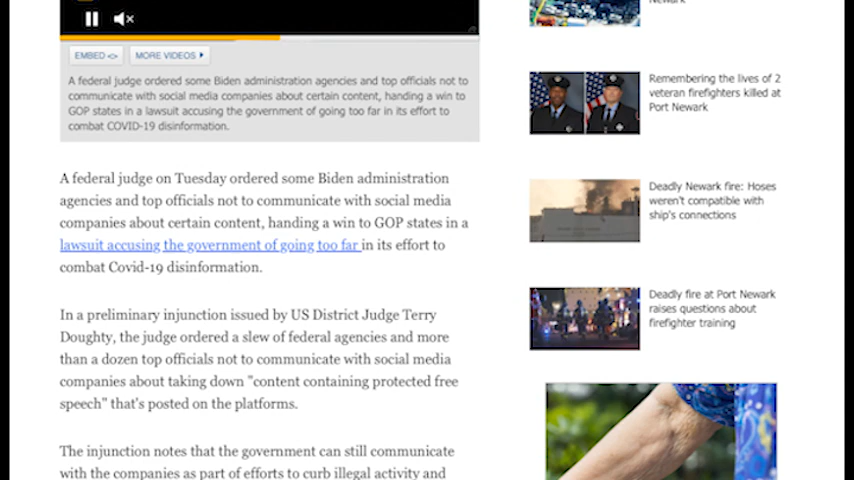 EMBED <>
MORE VIDEOS
A federal judge ordered some Biden administration agencies and top officials not to
communicate with social media companies about certain content, handing a win to
GOP states in a lawsuit accusing the government of going too far in its effort to
combat COVID-19 disinformation.
A federal judge on Tuesday ordered some Biden administration
agencies and top officials not to communicate with social media
companies about certain content, handing a win to GOP states in a
lawsuit accusing the government of going too far in its effort to
combat Covid-19 disinformation.
In a preliminary injunction issued by US District Judge Terry
Doughty, the judge ordered a slew of federal agencies and more
than a dozen top officials not to communicate with social media
companies about taking down "content containing protected free
speech" that's posted on the platforms.
The injunction notes that the government can still communicate
with the companies as part of efforts to curb illegal activity and
Newark
Remembering the lives of 2
veteran firefighters killed at
Port Newark
Deadly Newark fire: Hoses
weren't compatible with
ship's connections
Deadly fire at Port Newark
raises questions about
firefighter training